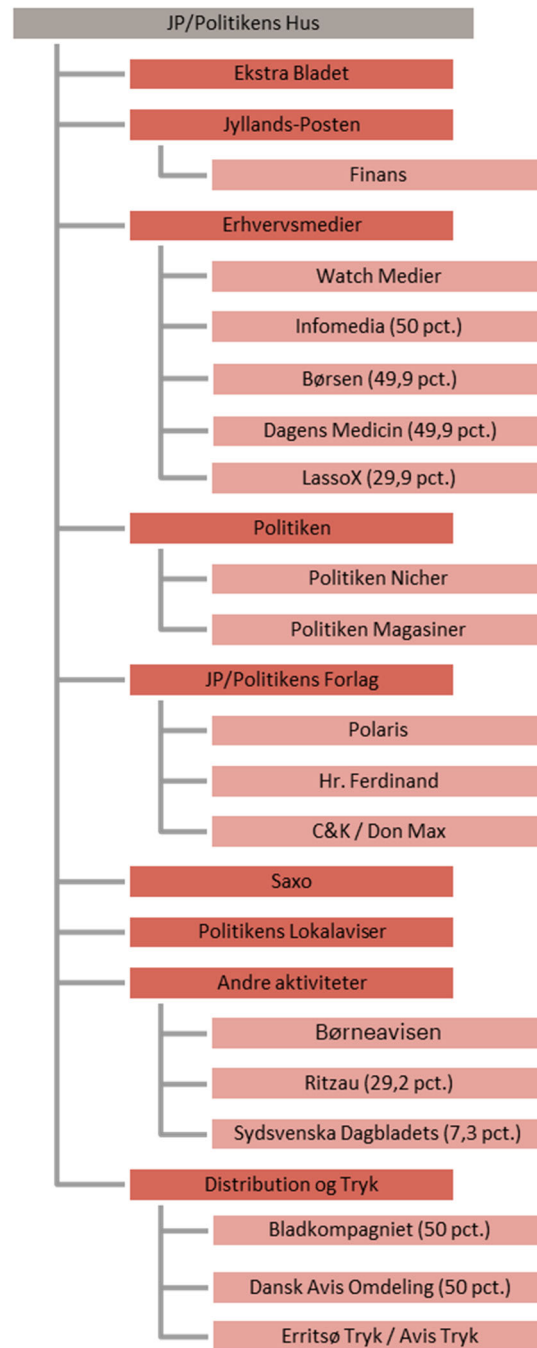 JP/Politikens Hus
Ekstra Bladet
Jyllands-Posten
Finans
Erhvervsmedier
Watch Medier
Infomedia (50 pct.)
Børsen (49,9 pct.)
Dagens Medicin (49,9 pct.)
LassoX (29,9 pct.)
Politiken
Politiken Nicher
Politiken Magasiner
JP/Politikens Forlag
Polaris
Hr. Ferdinand
C&K / Don Max
Saxo
Politikens Lokalaviser
Andre aktiviteter
Børneavisen
Ritzau (29,2 pct.)
Sydsvenska Dagbladets (7,3 pct.)
Distribution og Tryk
Bladkompagniet (50 pct.)
Dansk Avis Omdeling (50 pct.)
Erritsø Tryk / Avis Tryk